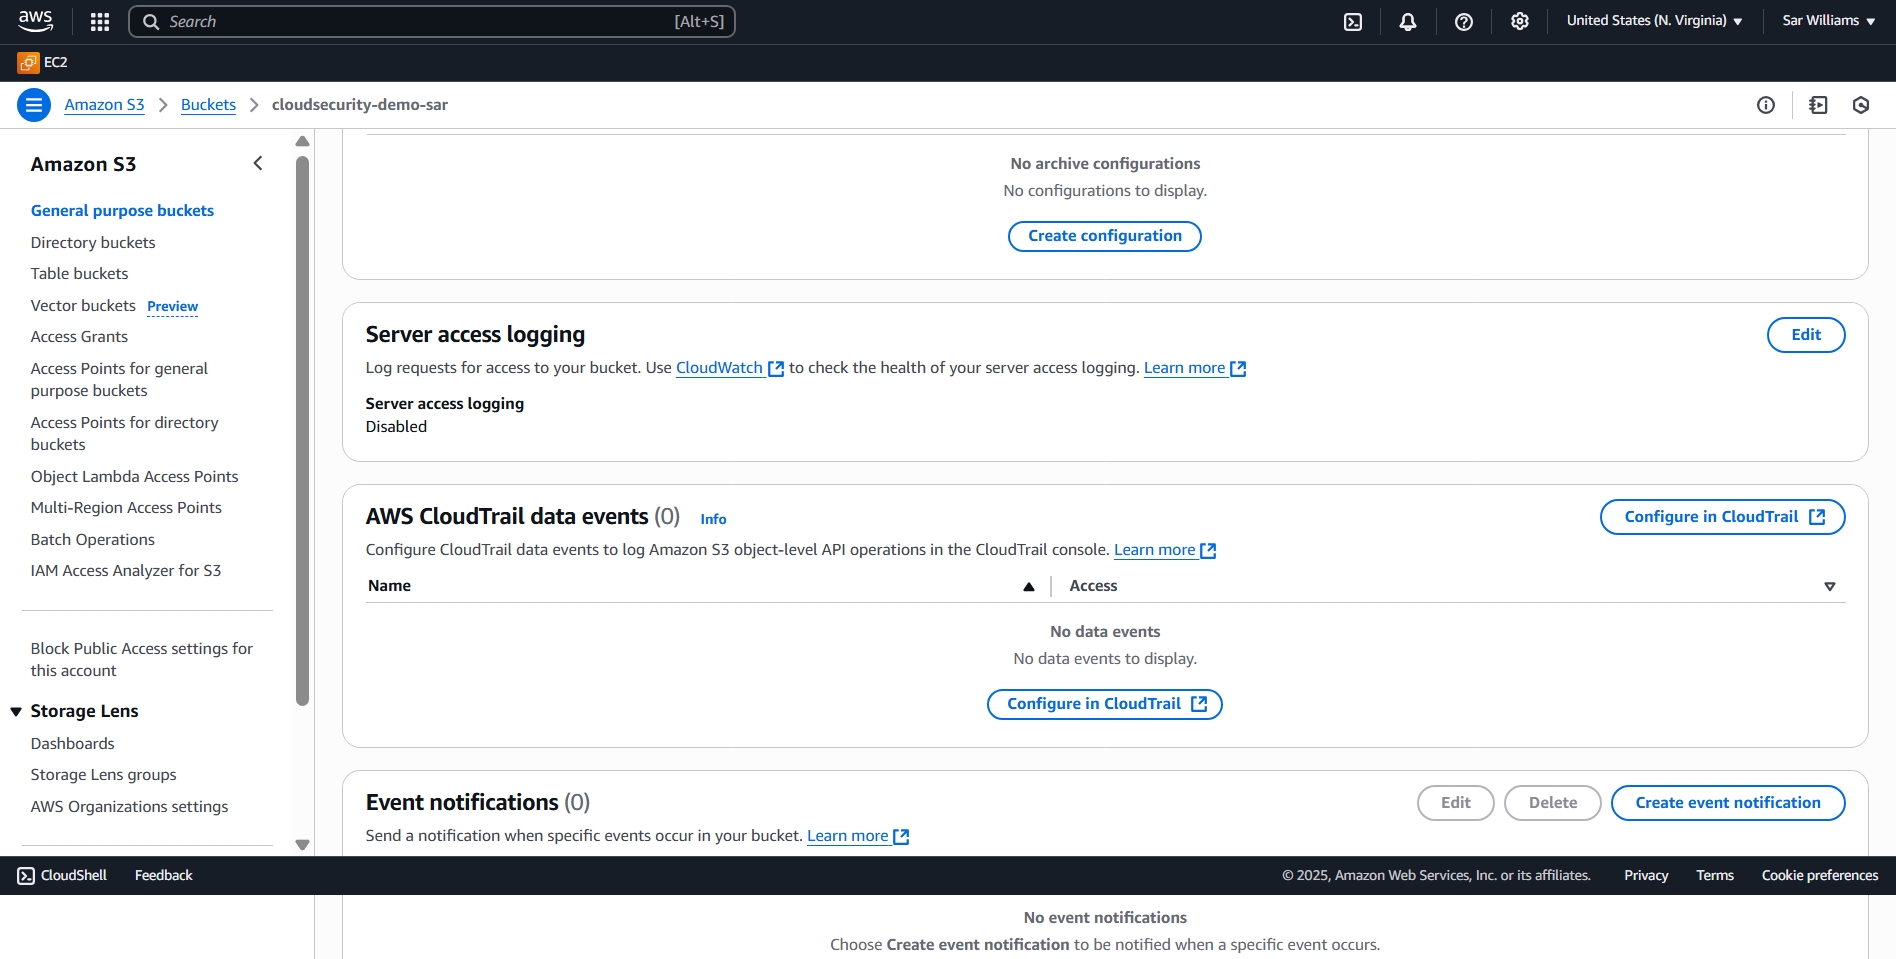 aws
Search [Alt+S]
United States (N. Virginia)
Sar Williams
EC2
Amazon S3 > Buckets > cloudsecurity-demo-sar
Amazon S3
General purpose buckets
Directory buckets
Table buckets
Vector buckets Preview
Access Grants
Access Points for general
purpose buckets
Access Points for directory
buckets
Object Lambda Access Points
Multi-Region Access Points
Batch Operations
IAM Access Analyzer for S3
Block Public Access settings for
this account
Storage Lens
Dashboards
Storage Lens groups
AWS Organizations settings
No archive configurations
No configurations to display.
Create configuration
Server access logging
Edit
Log requests for access to your bucket. Use CloudWatch to check the health of your server access logging. Learn more
Server access logging
Disabled
AWS CloudTrail data events (0) Info
Configure in CloudTrail
Configure CloudTrail data events to log Amazon S3 object-level API operations in the CloudTrail console. Learn more
Name Access
No data events
No data events to display.
Configure in CloudTrail
Event notifications (0)
Edit Delete Create event notification
Send a notification when specific events occur in your bucket. Learn more
CloudShell Feedback © 2025, Amazon Web Services, Inc. or its affiliates. Privacy Terms Cookie preferences
No event notifications
Choose Create event notification to be notified when a specific event occurs.